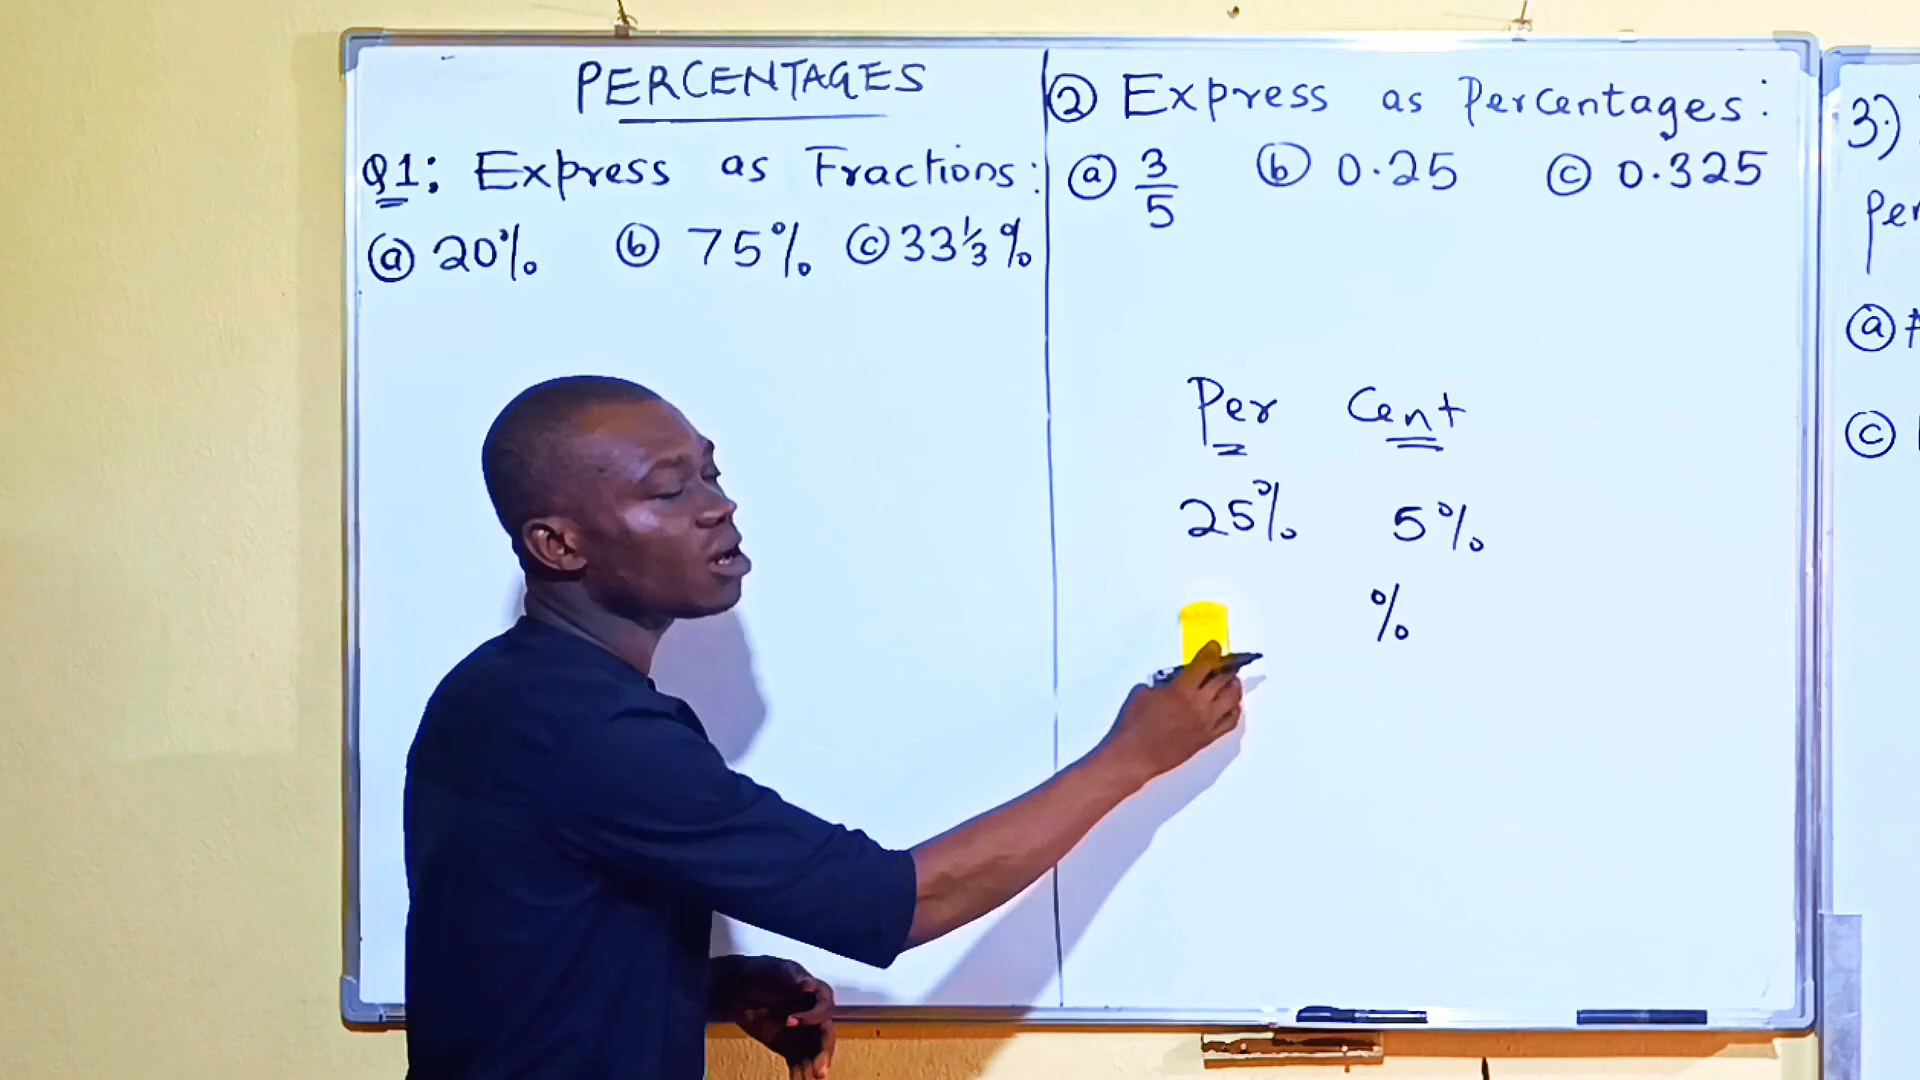 PERCENTAGES
Q1: Express as Fractions:
ⓐ 20% ⓑ 75% ⓒ 33⅓%
② Express as Percentages:
ⓐ 3/5 ⓑ 0.25 ⓒ 0.325
Per Cent
25% 5%
%
3.)
ⓐ
ⓒ